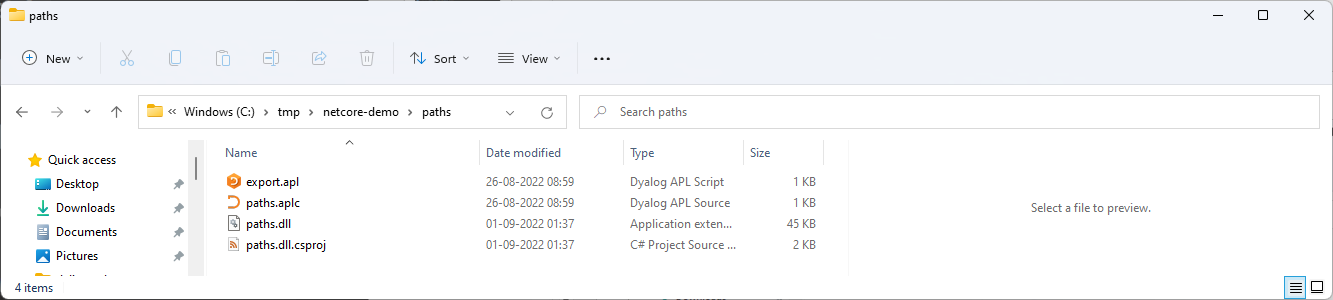 paths
New
Sort
View
Windows (C:) tmp netcore-demo paths
Search paths
Quick access
Desktop
Downloads
Documents
Pictures
Name Date modified Type Size
export.apl 26-08-2022 08:59 Dyalog APL Script 1 KB
paths.aplc 26-08-2022 08:59 Dyalog APL Source 1 KB
paths.dll 01-09-2022 01:37 Application exten... 45 KB
paths.dll.csproj 01-09-2022 01:37 C# Project Source ... 2 KB
Select a file to preview.
4 items